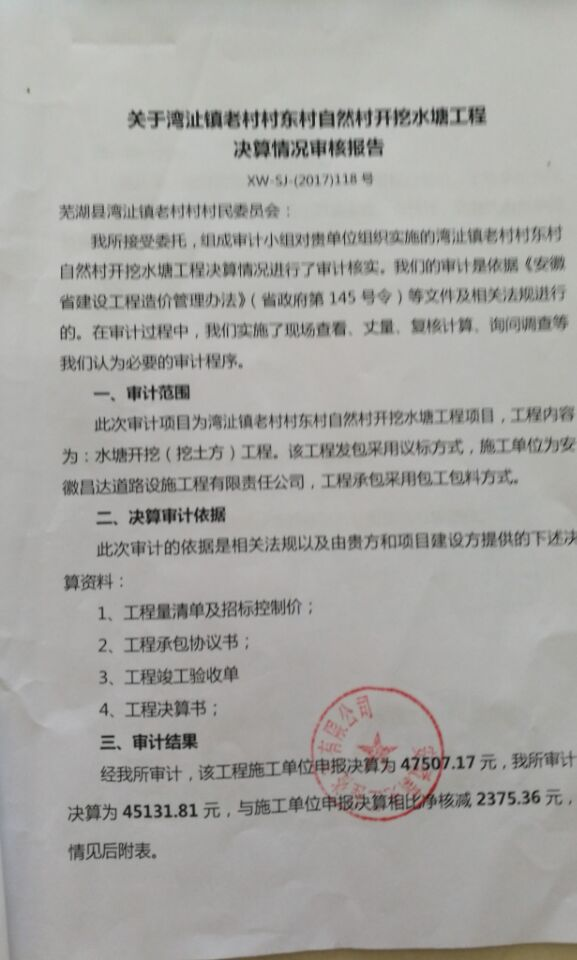 关于湾沚镇老村村东村自然村开挖水塘工程
决算情况审核报告
XW-SJ-(2017)118号
芜湖县湾沚镇老村村村民委员会：
我所接受委托，组成审计小组对贵单位组织实施的湾沚镇老村村东村
自然村开挖水塘工程决算情况进行了审计核实。我们的审计是依据《安徽
省建设工程造价管理办法》（省政府第 145 号令）等文件及相关法规进行
的。在审计过程中，我们实施了现场查看、丈量、复核计算、询问调查等
我们认为必要的审计程序。
一、审计范围
此次审计项目为湾沚镇老村村东村自然村开挖水塘工程项目，工程内容
为：水塘开挖（挖土方）工程。该工程发包采用议标方式，施工单位为安
徽昌达道路设施工程有限责任公司，工程承包采用包工包料方式。
二、决算审计依据
此次审计的依据是相关法规以及由贵方和项目建设方提供的下述决
算资料：
1、工程量清单及招标控制价；
2、工程承包协议书；
3、工程竣工验收单
4、工程决算书；
三、审计结果
经我所审计，该工程施工单位申报决算为 47507.17 元，我所审计
决算为 45131.81 元，与施工单位申报决算相比净核减 2375.36 元，
情见后附表。
有限公司